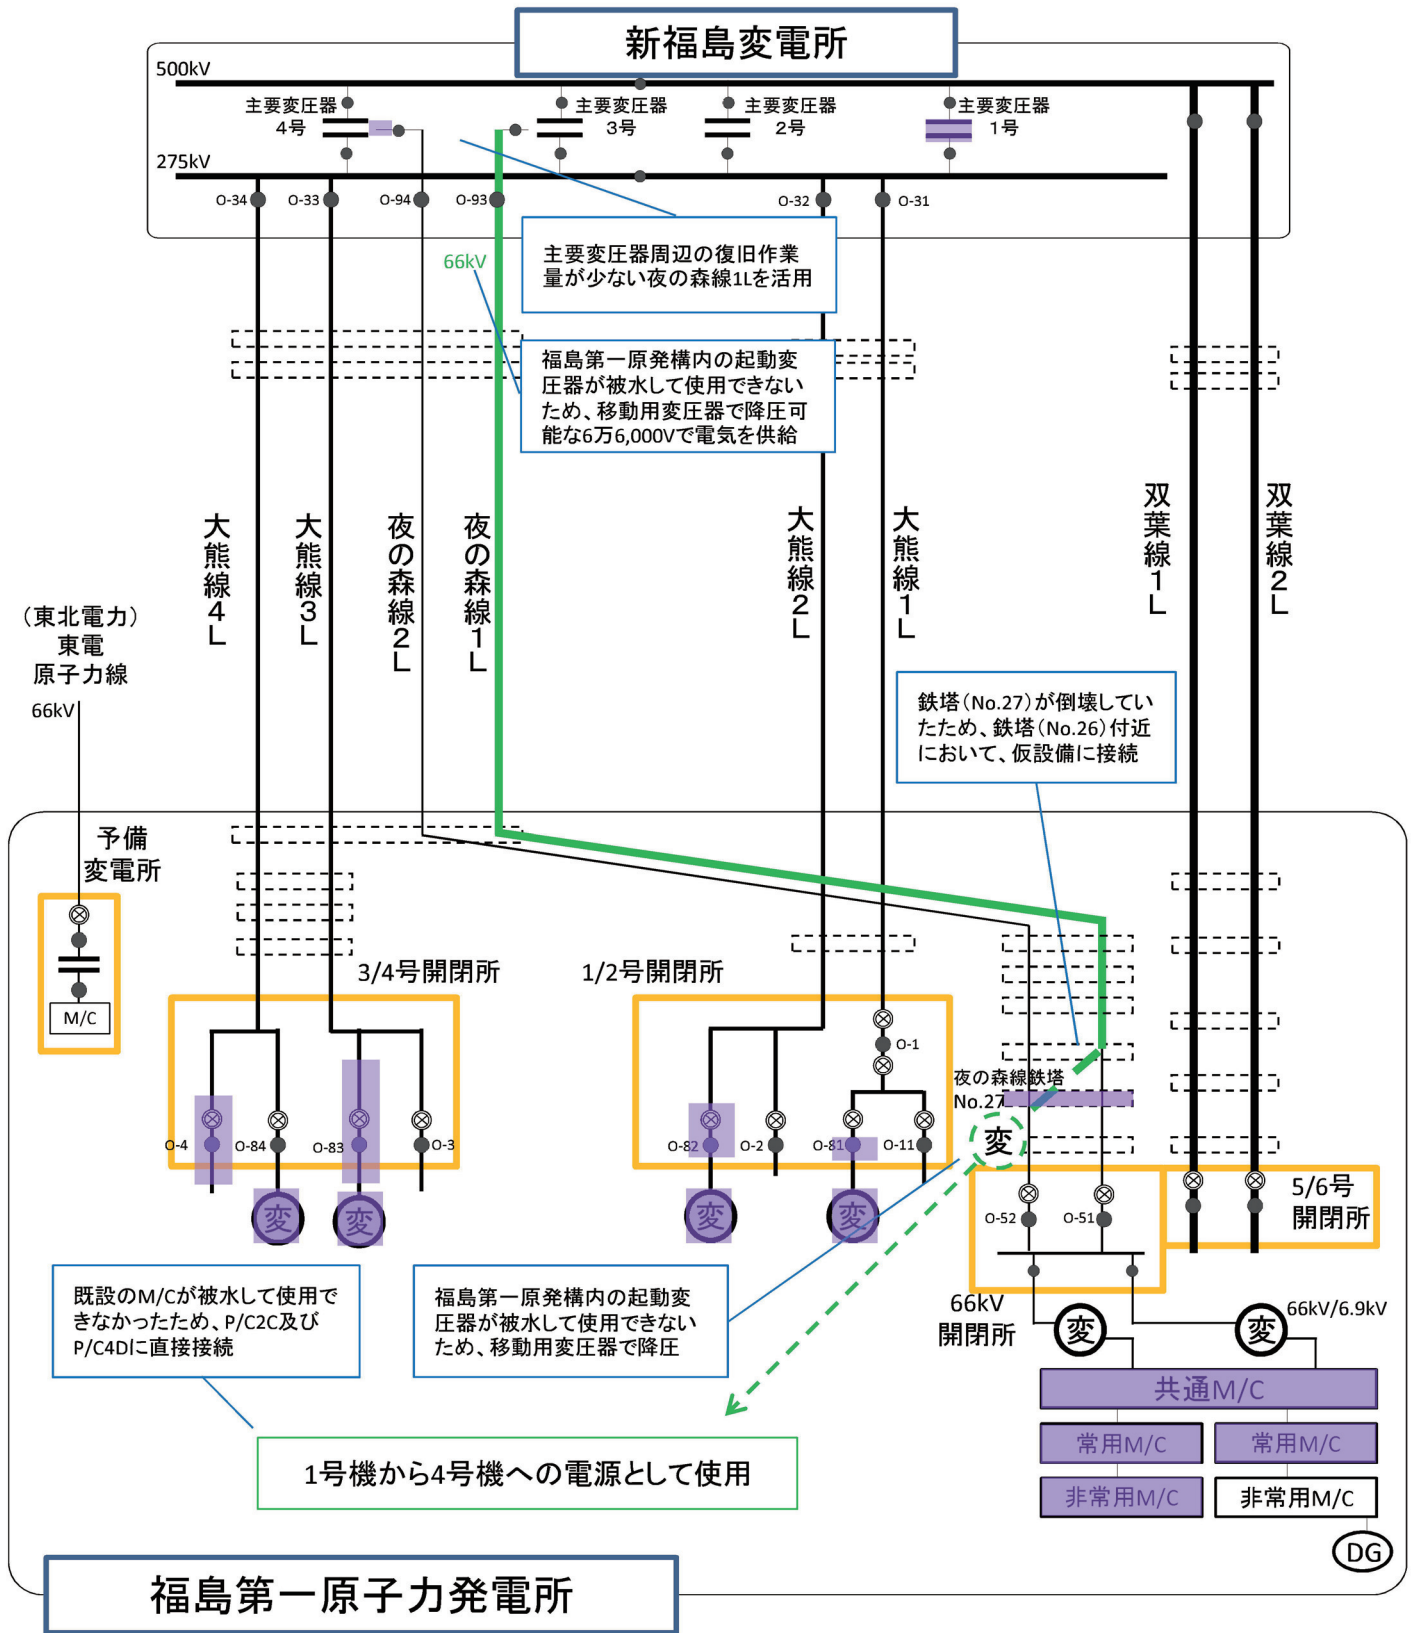 新福島変電所
500kV
主要変圧器
4号
主要変圧器
3号
主要変圧器
2号
主要変圧器
1号
275kV
O-34
O-33
O-94
O-93
O-32
O-31
66kV
主要変圧器周辺の復旧作業
量が少ない夜の森線1Lを活用
福島第一原発構内の起動変
圧器が被水して使用できない
ため、移動用変圧器で降圧可
能な6万6,000Vで電気を供給
大熊線4L
大熊線3L
夜の森線2L
夜の森線1L
大熊線2L
大熊線1L
双葉線1L
双葉線2L
（東北電力）
東電
原子力線
66kV
鉄塔（No.27）が倒壊してい
たため、鉄塔（No.26）付近
において、仮設備に接続
予備
変電所
M/C
3/4号開閉所
1/2号開閉所
O-1
夜の森線鉄塔
No.27
O-4
O-84
O-83
O-3
O-82
O-2
O-81
O-11
変
変
変
変
変
5/6号
開閉所
O-52
O-51
既設のM/Cが被水して使用で
きなかったため、P/C2C及び
P/C4Dに直接接続
福島第一原発構内の起動変
圧器が被水して使用できない
ため、移動用変圧器で降圧
66kV
開閉所
変
変
66kV/6.9kV
共通M/C
常用M/C
常用M/C
非常用M/C
非常用M/C
DG
1号機から4号機への電源として使用
福島第一原子力発電所